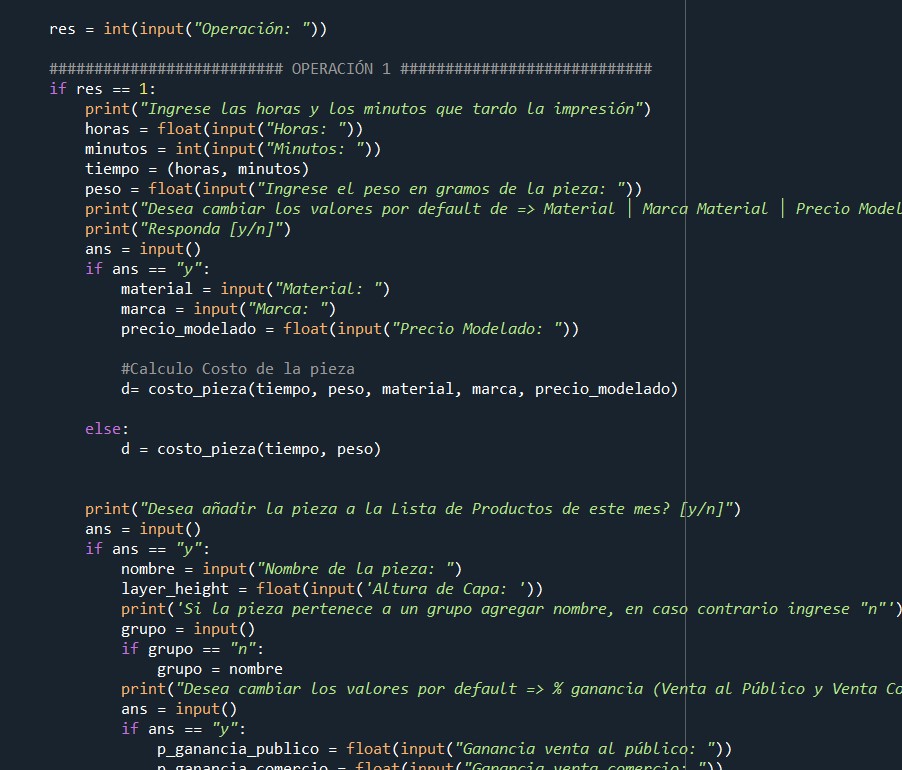 res = int(input("Operación: "))
########################## OPERACIÓN 1 ############################
if res == 1:
print("Ingrese las horas y los minutos que tardo la impresión")
horas = float(input("Horas: "))
minutos = int(input("Minutos: "))
tiempo = (horas, minutos)
peso = float(input("Ingrese el peso en gramos de la pieza: "))
print("Desea cambiar los valores por default de => Material | Marca Material | Precio Model
print("Responda [y/n]")
ans = input()
if ans == "y":
material = input("Material: ")
marca = input("Marca: ")
precio_modelado = float(input("Precio Modelado: "))
#Calculo Costo de la pieza
d= costo_pieza(tiempo, peso, material, marca, precio_modelado)
else:
d = costo_pieza(tiempo, peso)
print("Desea añadir la pieza a la Lista de Productos de este mes? [y/n]")
ans = input()
if ans == "y":
nombre = input("Nombre de la pieza: ")
layer_height = float(input('Altura de Capa: '))
print('Si la pieza pertenece a un grupo agregar nombre, en caso contrario ingrese "n"')
grupo = input()
if grupo == "n":
grupo = nombre
print("Desea cambiar los valores por default => % ganancia (Venta al Público y Venta Co
ans = input()
if ans == "y":
p_ganancia_publico = float(input("Ganancia venta al público: "))
p_ganancia_comercio = float(input("Ganancia venta comercio: "))